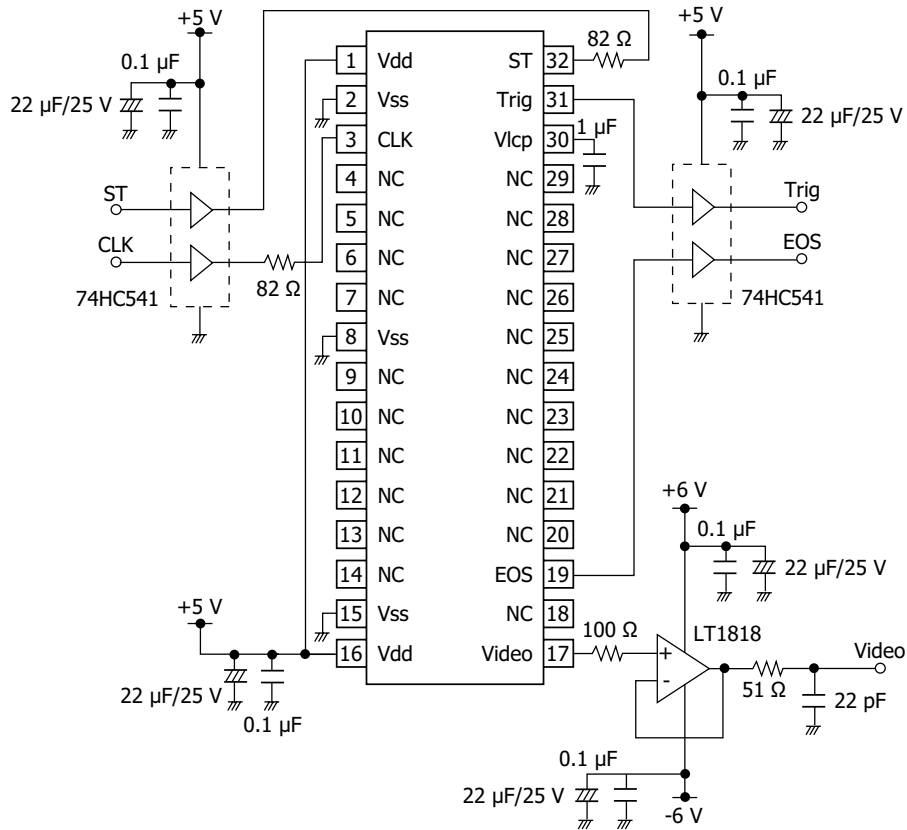 +5 V
0.1 µF
22 µF/25 V
ST
CLK
74HC541
82 Ω
1 Vdd
2 Vss
3 CLK
4 NC
5 NC
6 NC
7 NC
8 Vss
9 NC
10 NC
11 NC
12 NC
13 NC
14 NC
15 Vss
16 Vdd
+5 V
22 µF/25 V
0.1 µF
ST 32
Trig 31
Vlcp 30
NC 29
NC 28
NC 27
NC 26
NC 25
NC 24
NC 23
NC 22
NC 21
NC 20
EOS 19
NC 18
Video 17
82 Ω
1 µF
+5 V
0.1 µF
22 µF/25 V
Trig
EOS
74HC541
+6 V
0.1 µF
22 µF/25 V
LT1818
100 Ω
+
-
51 Ω
Video
22 pF
0.1 µF
22 µF/25 V
-6 V